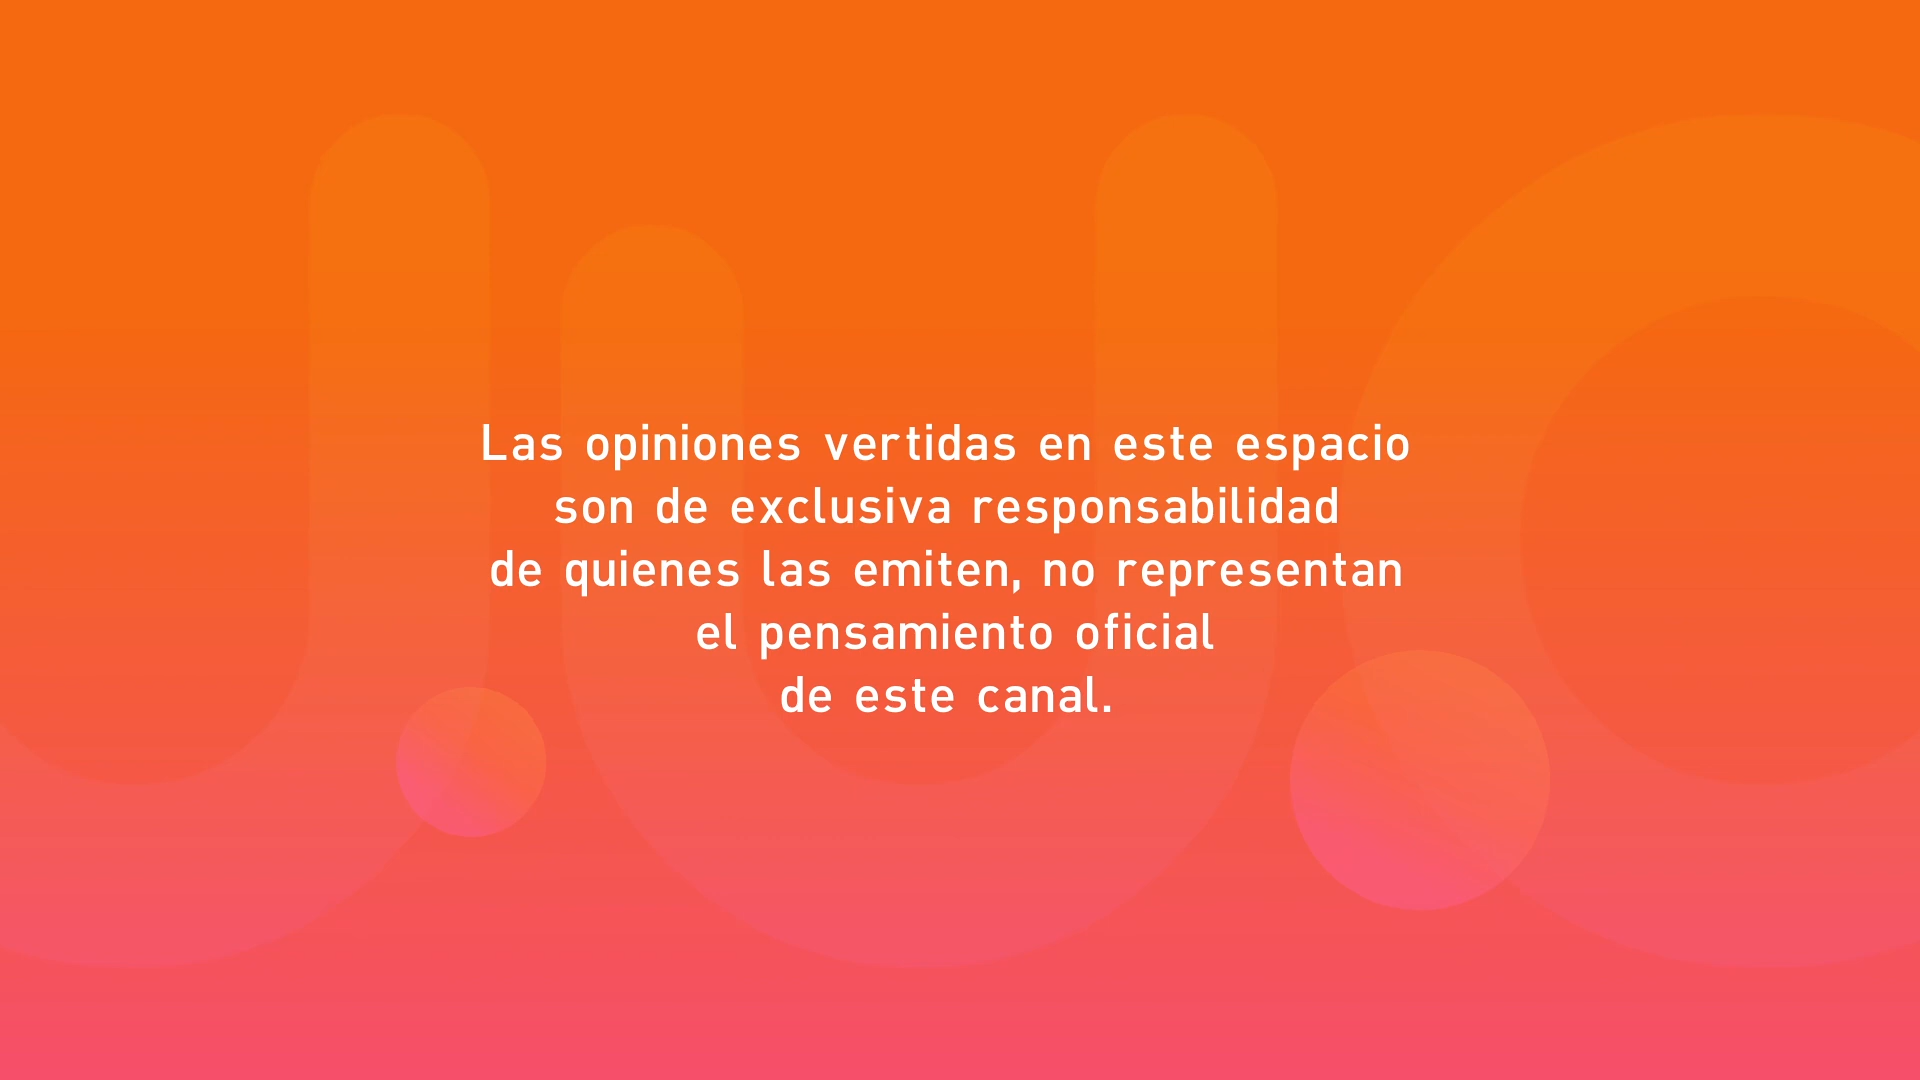 Las opiniones vertidas en este espacio
son de exclusiva responsabilidad
de quienes las emiten, no representan
el pensamiento oficial
de este canal.